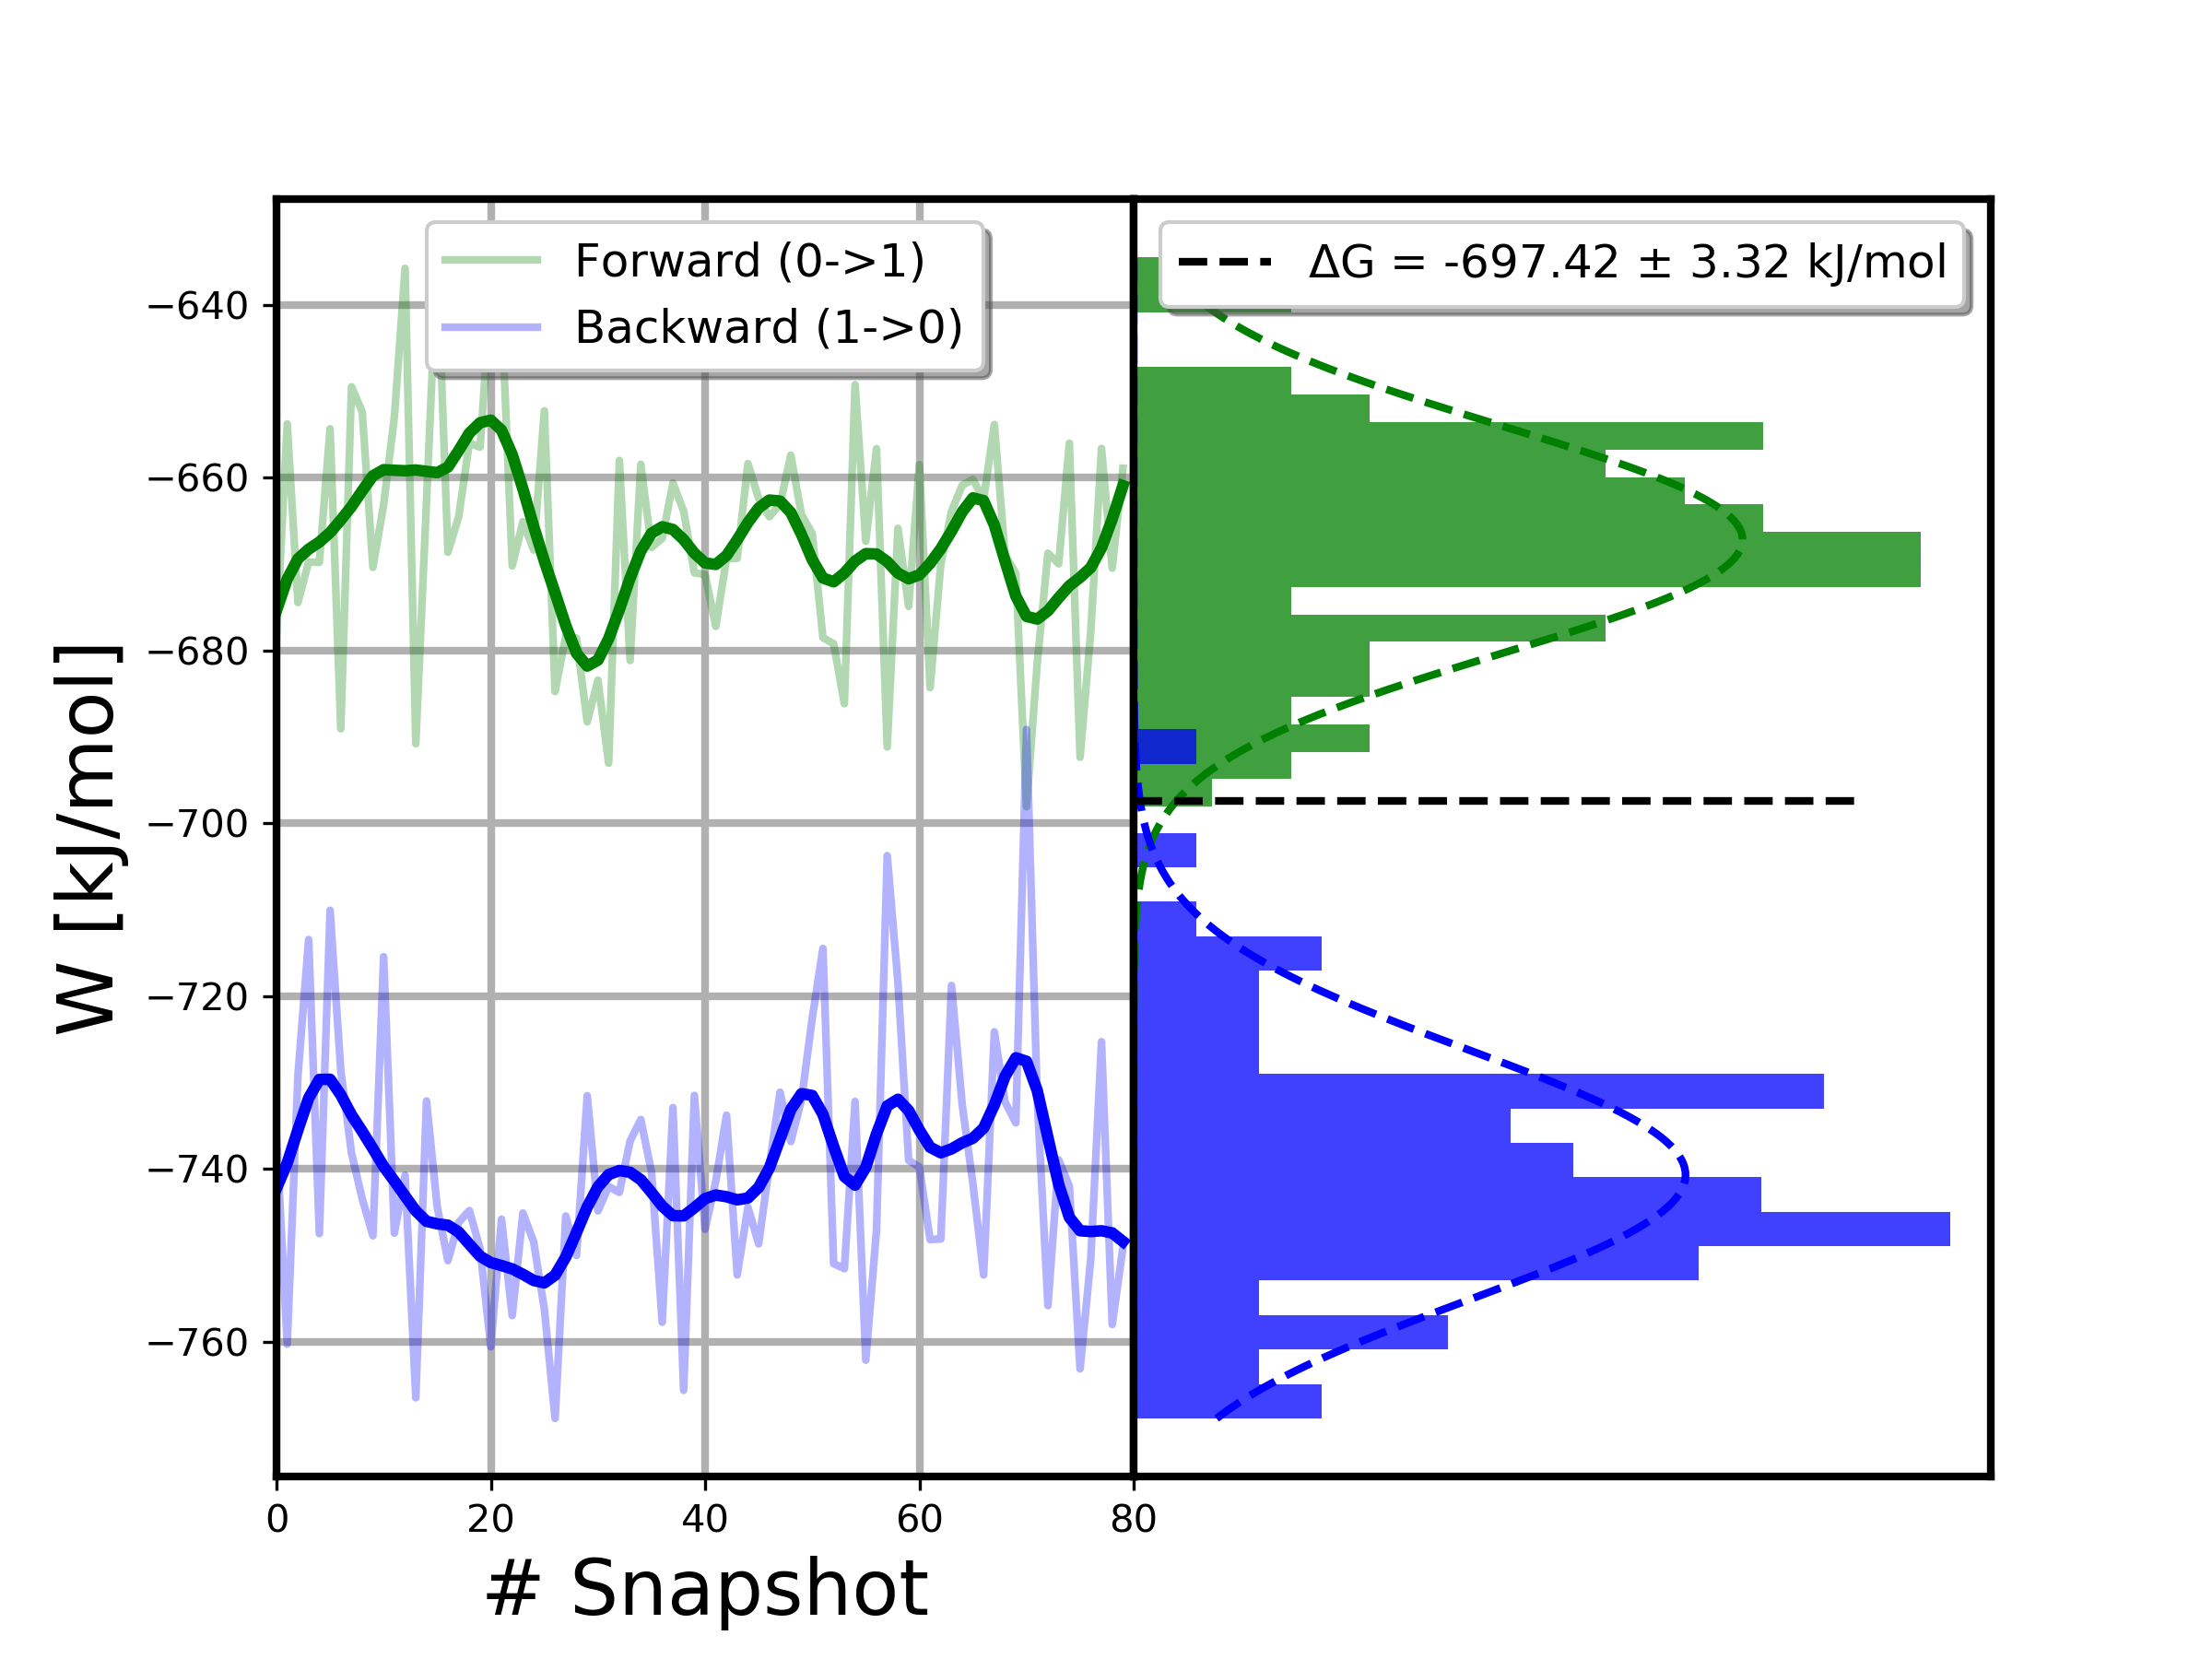 Forward (0->1)
Backward (1->0)
ΔG = -697.42 ± 3.32 kJ/mol
W [kJ/mol]
−640
−660
−680
−700
−720
−740
−760
0 20 40 60 80
# Snapshot